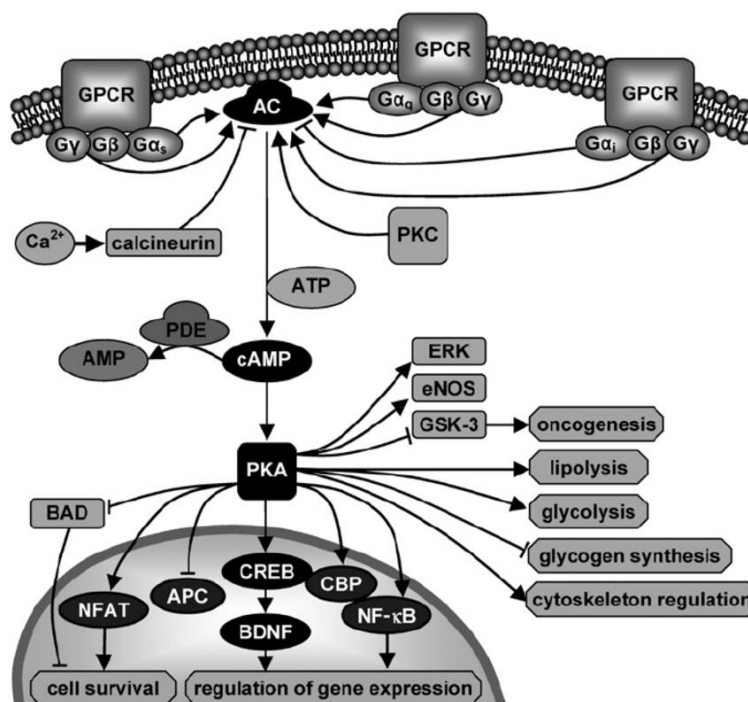 GPCR
AC
GPCR
GPCR
Gγ Gβ Gαs
Gαq Gβ Gγ
Gαi Gβ Gγ
Ca2+
calcineurin
PKC
ATP
PDE
AMP
cAMP
ERK
eNOS
GSK-3
oncogenesis
PKA
lipolysis
BAD
glycolysis
glycogen synthesis
CREB
CBP
APC
NFAT
NF-κB
cytoskeleton regulation
BDNF
cell survival
regulation of gene expression